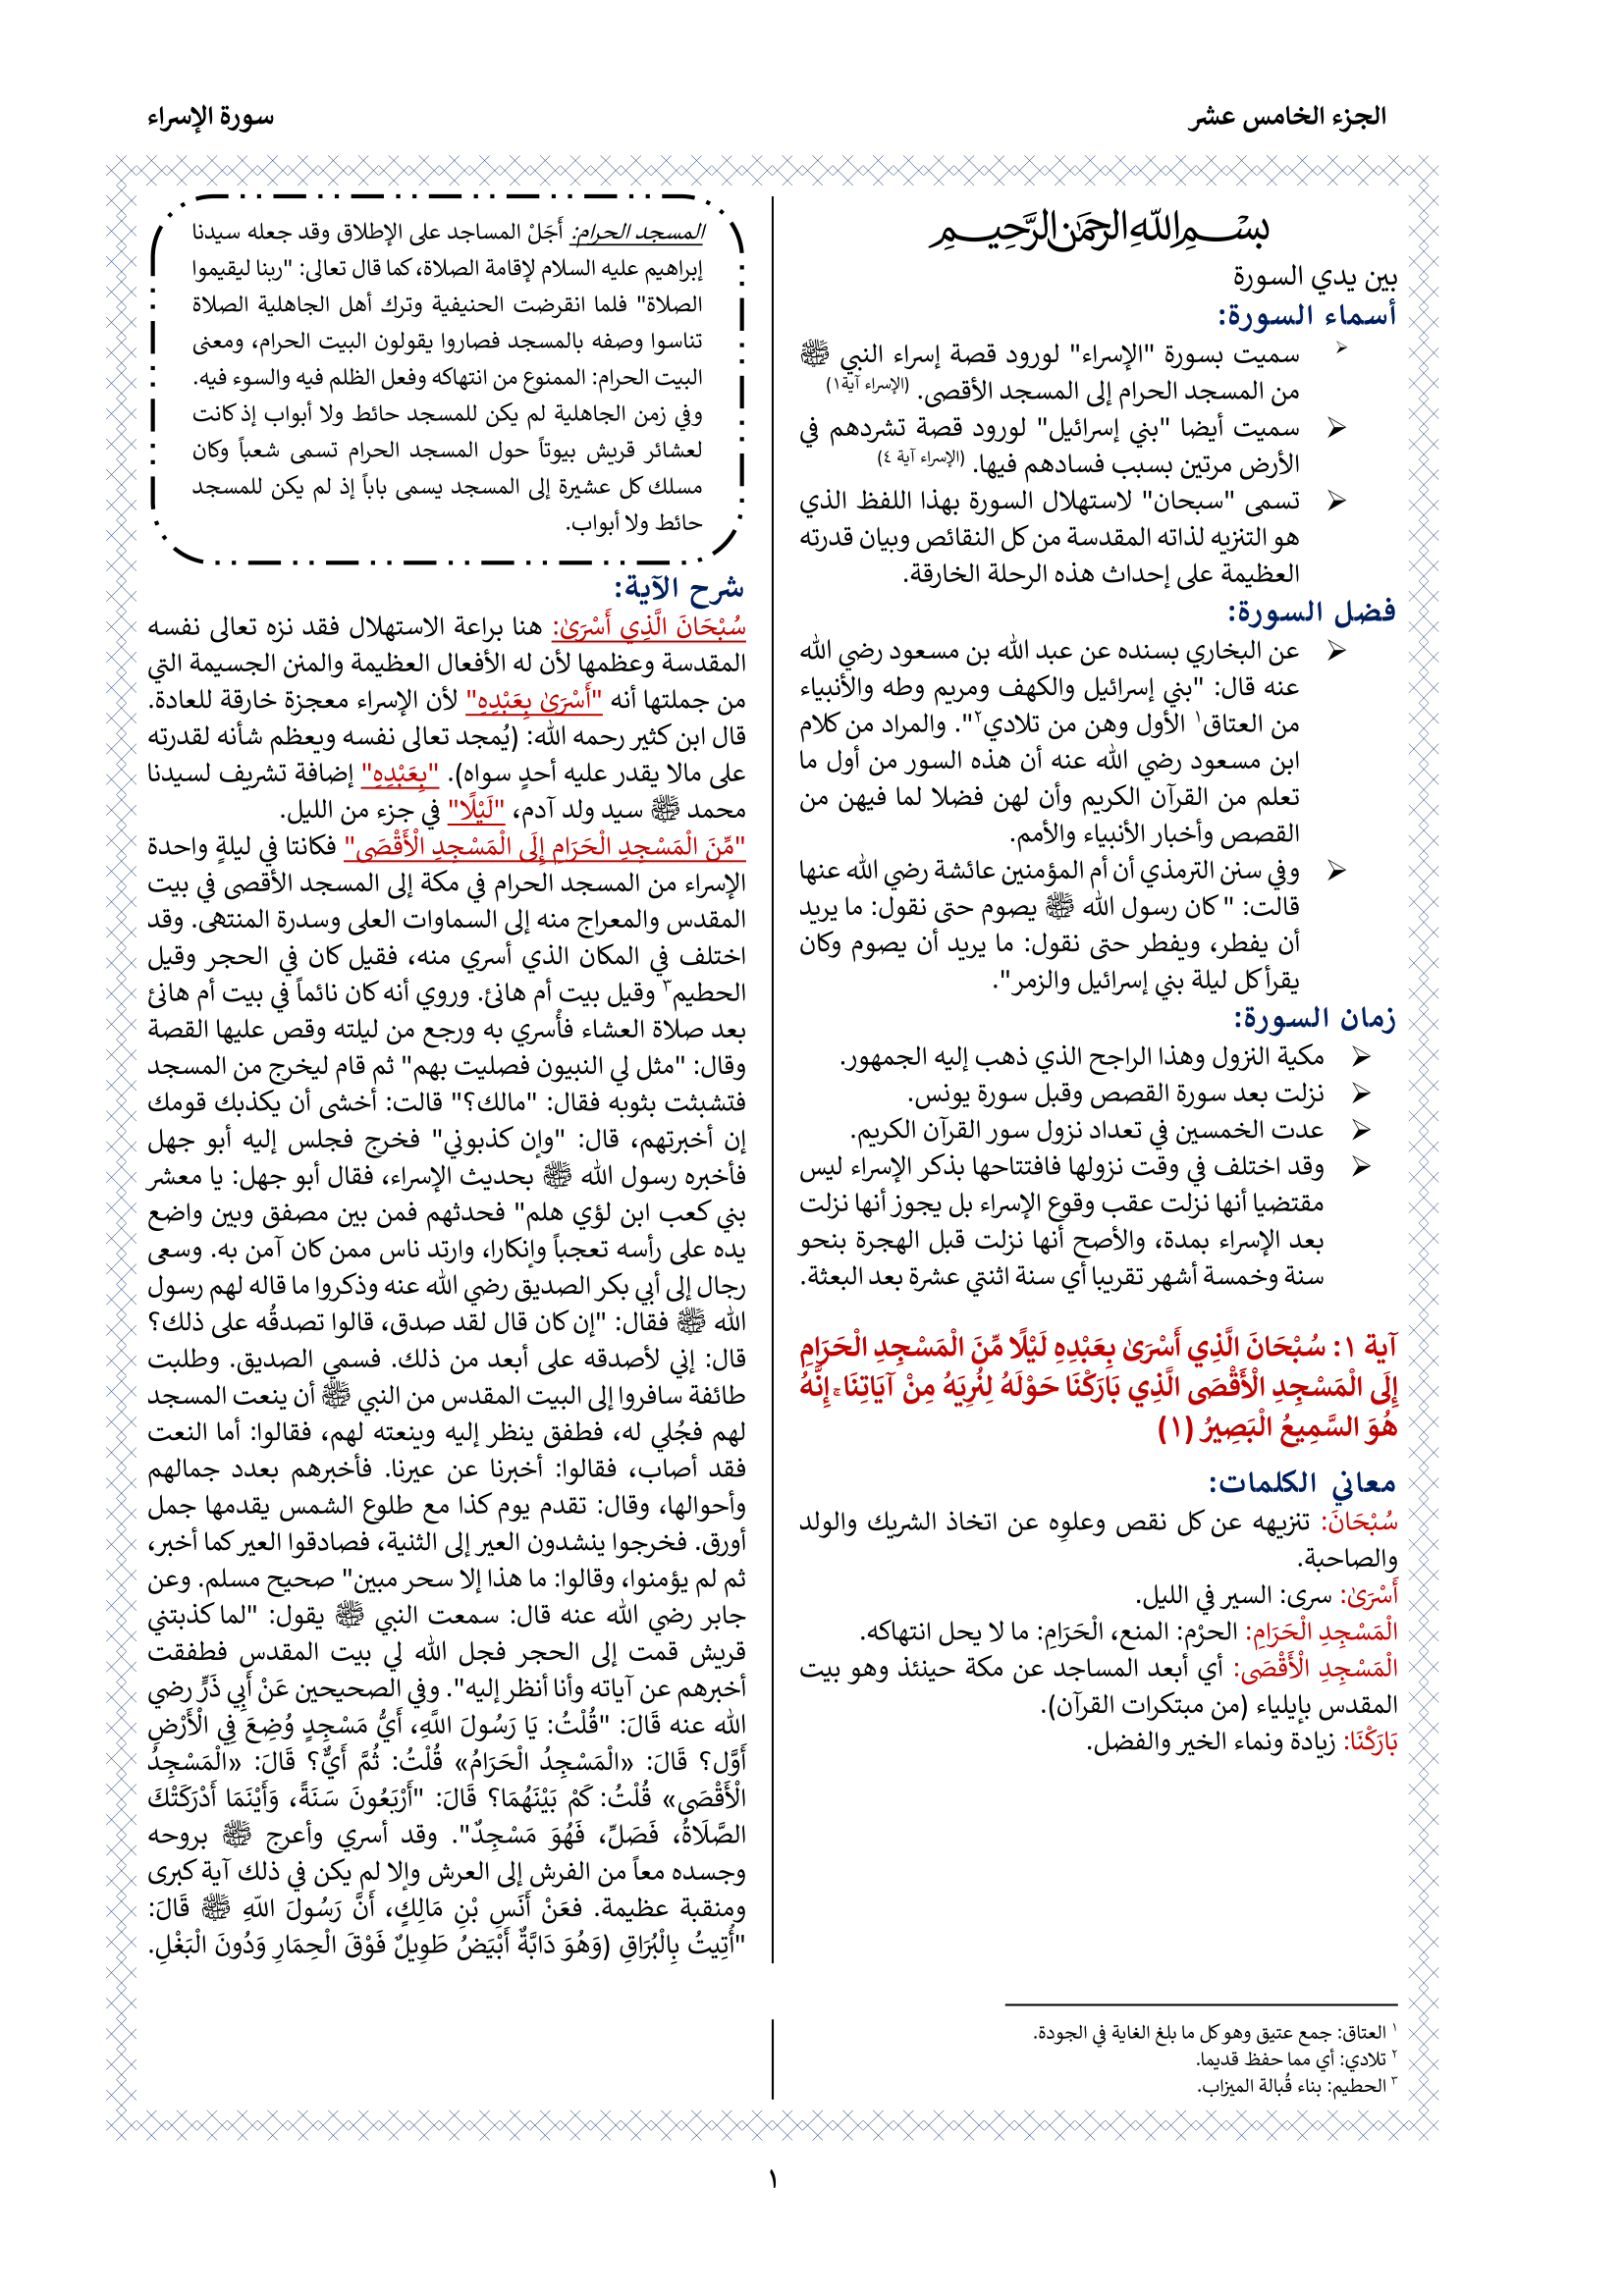 الجزء الخامس عشر
سورة الإسراء
بسم الله الرحمن الرحيم
بين يدي السورة
أسماء السورة:
سميت بسورة "الإسراء" لورود قصة إسراء النبي ﷺ
من المسجد الحرام إلى المسجد الأقصى. (الإسراء آية١)
سميت أيضا "بني إسرائيل" لورود قصة تشردهم في
الأرض مرتين بسبب فسادهم فيها. (الإسراء آية ٤)
تسمى "سبحان" لاستهلال السورة بهذا اللفظ الذي
هو التنزيه لذاته المقدسة من كل النقائص وبيان قدرته
العظيمة على إحداث هذه الرحلة الخارقة.
فضل السورة:
عن البخاري بسنده عن عبد الله بن مسعود رضي الله
عنه قال: "بني إسرائيل والكهف ومريم وطه والأنبياء
من العتاق١ الأول وهن من تلادي٢". والمراد من كلام
ابن مسعود رضي الله عنه أن هذه السور من أول ما
تعلم من القرآن الكريم وأن لهن فضلا لما فيهن من
القصص وأخبار الأنبياء والأمم.
وفي سنن الترمذي أن أم المؤمنين عائشة رضي الله عنها
قالت: " كان رسول الله ﷺ يصوم حتى نقول: ما يريد
أن يفطر، ويفطر حتى نقول: ما يريد أن يصوم وكان
يقرأ كل ليلة بني إسرائيل والزمر".
زمان السورة:
مكية النزول وهذا الراجح الذي ذهب إليه الجمهور.
نزلت بعد سورة القصص وقبل سورة يونس.
عدت الخمسين في تعداد نزول سور القرآن الكريم.
وقد اختلف في وقت نزولها فافتتاحها بذكر الإسراء ليس
مقتضيا أنها نزلت عقب وقوع الإسراء بل يجوز أنها نزلت
بعد الإسراء بمدة، والأصح أنها نزلت قبل الهجرة بنحو
سنة وخمسة أشهر تقريبا أي سنة اثنتي عشرة بعد البعثة.
آية ١: سُبْحَانَ الَّذِي أَسْرَىٰ بِعَبْدِهِ لَيْلًا مِّنَ الْمَسْجِدِ الْحَرَامِ
إِلَى الْمَسْجِدِ الْأَقْصَى الَّذِي بَارَكْنَا حَوْلَهُ لِنُرِيَهُ مِنْ آيَاتِنَا ۚ إِنَّهُ
هُوَ السَّمِيعُ الْبَصِيرُ (١)
معاني الكلمات:
سُبْحَانَ: تنزيهه عن كل نقص وعلوِه عن اتخاذ الشريك والولد
والصاحبة.
أَسْرَىٰ: سرى: السير في الليل.
الْمَسْجِدِ الْحَرَامِ: الحرْم: المنع، الْحَرَامِ: ما لا يحل انتهاكه.
الْمَسْجِدِ الْأَقْصَى: أي أبعد المساجد عن مكة حينئذ وهو بيت
المقدس بإيلياء (من مبتكرات القرآن).
بَارَكْنَا: زيادة ونماء الخير والفضل.
١ العتاق: جمع عتيق وهو كل ما بلغ الغاية في الجودة.
٢ تلادي: أي مما حفظ قديما.
٣ الحطيم: بناء قُبالة الميزاب.
المسجد الحرام: أَجَلْ المساجد على الإطلاق وقد جعله سيدنا
إبراهيم عليه السلام لإقامة الصلاة، كما قال تعالى: "ربنا ليقيموا
الصلاة" فلما انقرضت الحنيفية وترك أهل الجاهلية الصلاة
تناسوا وصفه بالمسجد فصاروا يقولون البيت الحرام، ومعنى
البيت الحرام: الممنوع من انتهاكه وفعل الظلم فيه والسوء فيه.
وفي زمن الجاهلية لم يكن للمسجد حائط ولا أبواب إذ كانت
لعشائر قريش بيوتاً حول المسجد الحرام تسمى شعباً وكان
مسلك كل عشيرة إلى المسجد يسمى باباً إذ لم يكن للمسجد
حائط ولا أبواب.
شرح الآية:
سُبْحَانَ الَّذِي أَسْرَىٰ: هنا براعة الاستهلال فقد نزه تعالى نفسه
المقدسة وعظمها لأن له الأفعال العظيمة والمنن الجسيمة التي
من جملتها أنه "أَسْرَىٰ بِعَبْدِهِ" لأن الإسراء معجزة خارقة للعادة.
قال ابن كثير رحمه الله: (يُمجد تعالى نفسه ويعظم شأنه لقدرته
على مالا يقدر عليه أحدٍ سواه). "بِعَبْدِهِ" إضافة تشريف لسيدنا
محمد ﷺ سيد ولد آدم، "لَيْلًا" في جزء من الليل.
"مِّنَ الْمَسْجِدِ الْحَرَامِ إِلَى الْمَسْجِدِ الْأَقْصَى" فكانتا في ليلةٍ واحدة
الإسراء من المسجد الحرام في مكة إلى المسجد الأقصى في بيت
المقدس والمعراج منه إلى السماوات العلى وسدرة المنتهى. وقد
اختلف في المكان الذي أسري منه، فقيل كان في الحجر وقيل
الحطيم٣ وقيل بيت أم هانئ. وروي أنه كان نائماً في بيت أم هانئ
بعد صلاة العشاء فأُسري به ورجع من ليلته وقص عليها القصة
وقال: "مثل لي النبيون فصليت بهم" ثم قام ليخرج من المسجد
فتشبثت بثوبه فقال: "مالك؟" قالت: أخشى أن يكذبك قومك
إن أخبرتهم، قال: "وإن كذبوني" فخرج فجلس إليه أبو جهل
فأخبره رسول الله ﷺ بحديث الإسراء، فقال أبو جهل: يا معشر
بني كعب ابن لؤي هلم" فحدثهم فمن بين مصفق وبين واضع
يده على رأسه تعجباً وإنكارا، وارتد ناس ممن كان آمن به. وسعى
رجال إلى أبي بكر الصديق رضي الله عنه وذكروا ما قاله لهم رسول
الله ﷺ فقال: "إن كان قال لقد صدق، قالوا تصدقُه على ذلك؟
قال: إني لأصدقه على أبعد من ذلك. فسمي الصديق. وطلبت
طائفة سافروا إلى البيت المقدس من النبي ﷺ أن ينعت المسجد
لهم فجُلي له، فطفق ينظر إليه وينعته لهم، فقالوا: أما النعت
فقد أصاب، فقالوا: أخبرنا عن عيرنا. فأخبرهم بعدد جمالهم
وأحوالها، وقال: تقدم يوم كذا مع طلوع الشمس يقدمها جمل
أورق. فخرجوا ينشدون العير إلى الثنية، فصادقوا العير كما أخبر،
ثم لم يؤمنوا، وقالوا: ما هذا إلا سحر مبين" صحيح مسلم. وعن
جابر رضي الله عنه قال: سمعت النبي ﷺ يقول: "لما كذبتني
قريش قمت إلى الحجر فجل الله لي بيت المقدس فطفقت
أخبرهم عن آياته وأنا أنظر إليه". وفي الصحيحين عَنْ أَبِي ذَرٍّ رضي
الله عنه قَالَ: "قُلْتُ: يَا رَسُولَ اللَّهِ، أَيُّ مَسْجِدٍ وُضِعَ فِي الْأَرْضِ
أَوَّل؟ قَالَ: «الْمَسْجِدُ الْحَرَامُ» قُلْتُ: ثُمَّ أَيٌّ؟ قَالَ: «الْمَسْجِدُ
الْأَقْصَى» قُلْتُ: كَمْ بَيْنَهُمَا؟ قَالَ: "أَرْبَعُونَ سَنَةً، وَأَيْنَمَا أَدْرَكَتْكَ
الصَّلَاةُ، فَصَلِّ، فَهُوَ مَسْجِدٌ". وقد أسري وأعرج ﷺ بروحه
وجسده معاً من الفرش إلى العرش وإلا لم يكن في ذلك آية كبرى
ومنقبة عظيمة. فعَنْ أَنَسِ بْنِ مَالِكٍ، أَنَّ رَسُولَ اللّهِ ﷺ قَالَ:
"أُتِيتُ بِالْبُرَاقِ (وَهُوَ دَابَّةٌ أَبْيَضُ طَوِيلٌ فَوْقَ الْحِمَارِ وَدُونَ الْبَغْلِ.
١